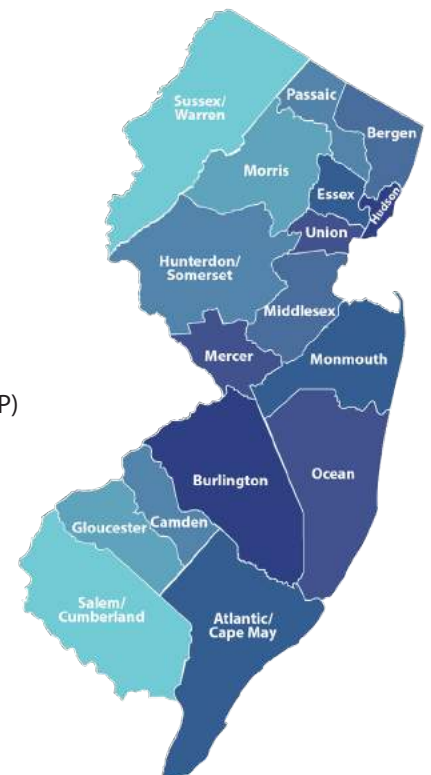 Passaic
Sussex/
Warren
Bergen
Morris
Essex
Hudson
Union
Hunterdon/
Somerset
Middlesex
Mercer
Monmouth
P)
Burlington
Ocean
Camden
Gloucester
Salem/
Cumberland
Atlantic/
Cape May